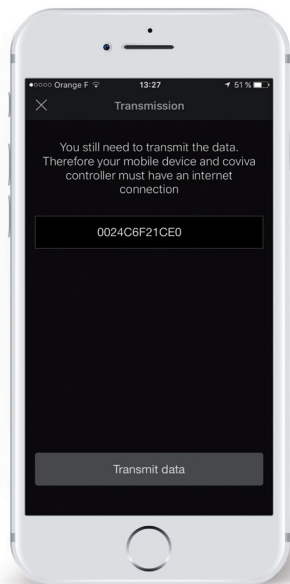 ●○○○○ Orange F 13:27 51 %
Transmission
You still need to transmit the data.
Therefore your mobile device and coviva
controller must have an internet
connection
0024C6F21CE0
Transmit data